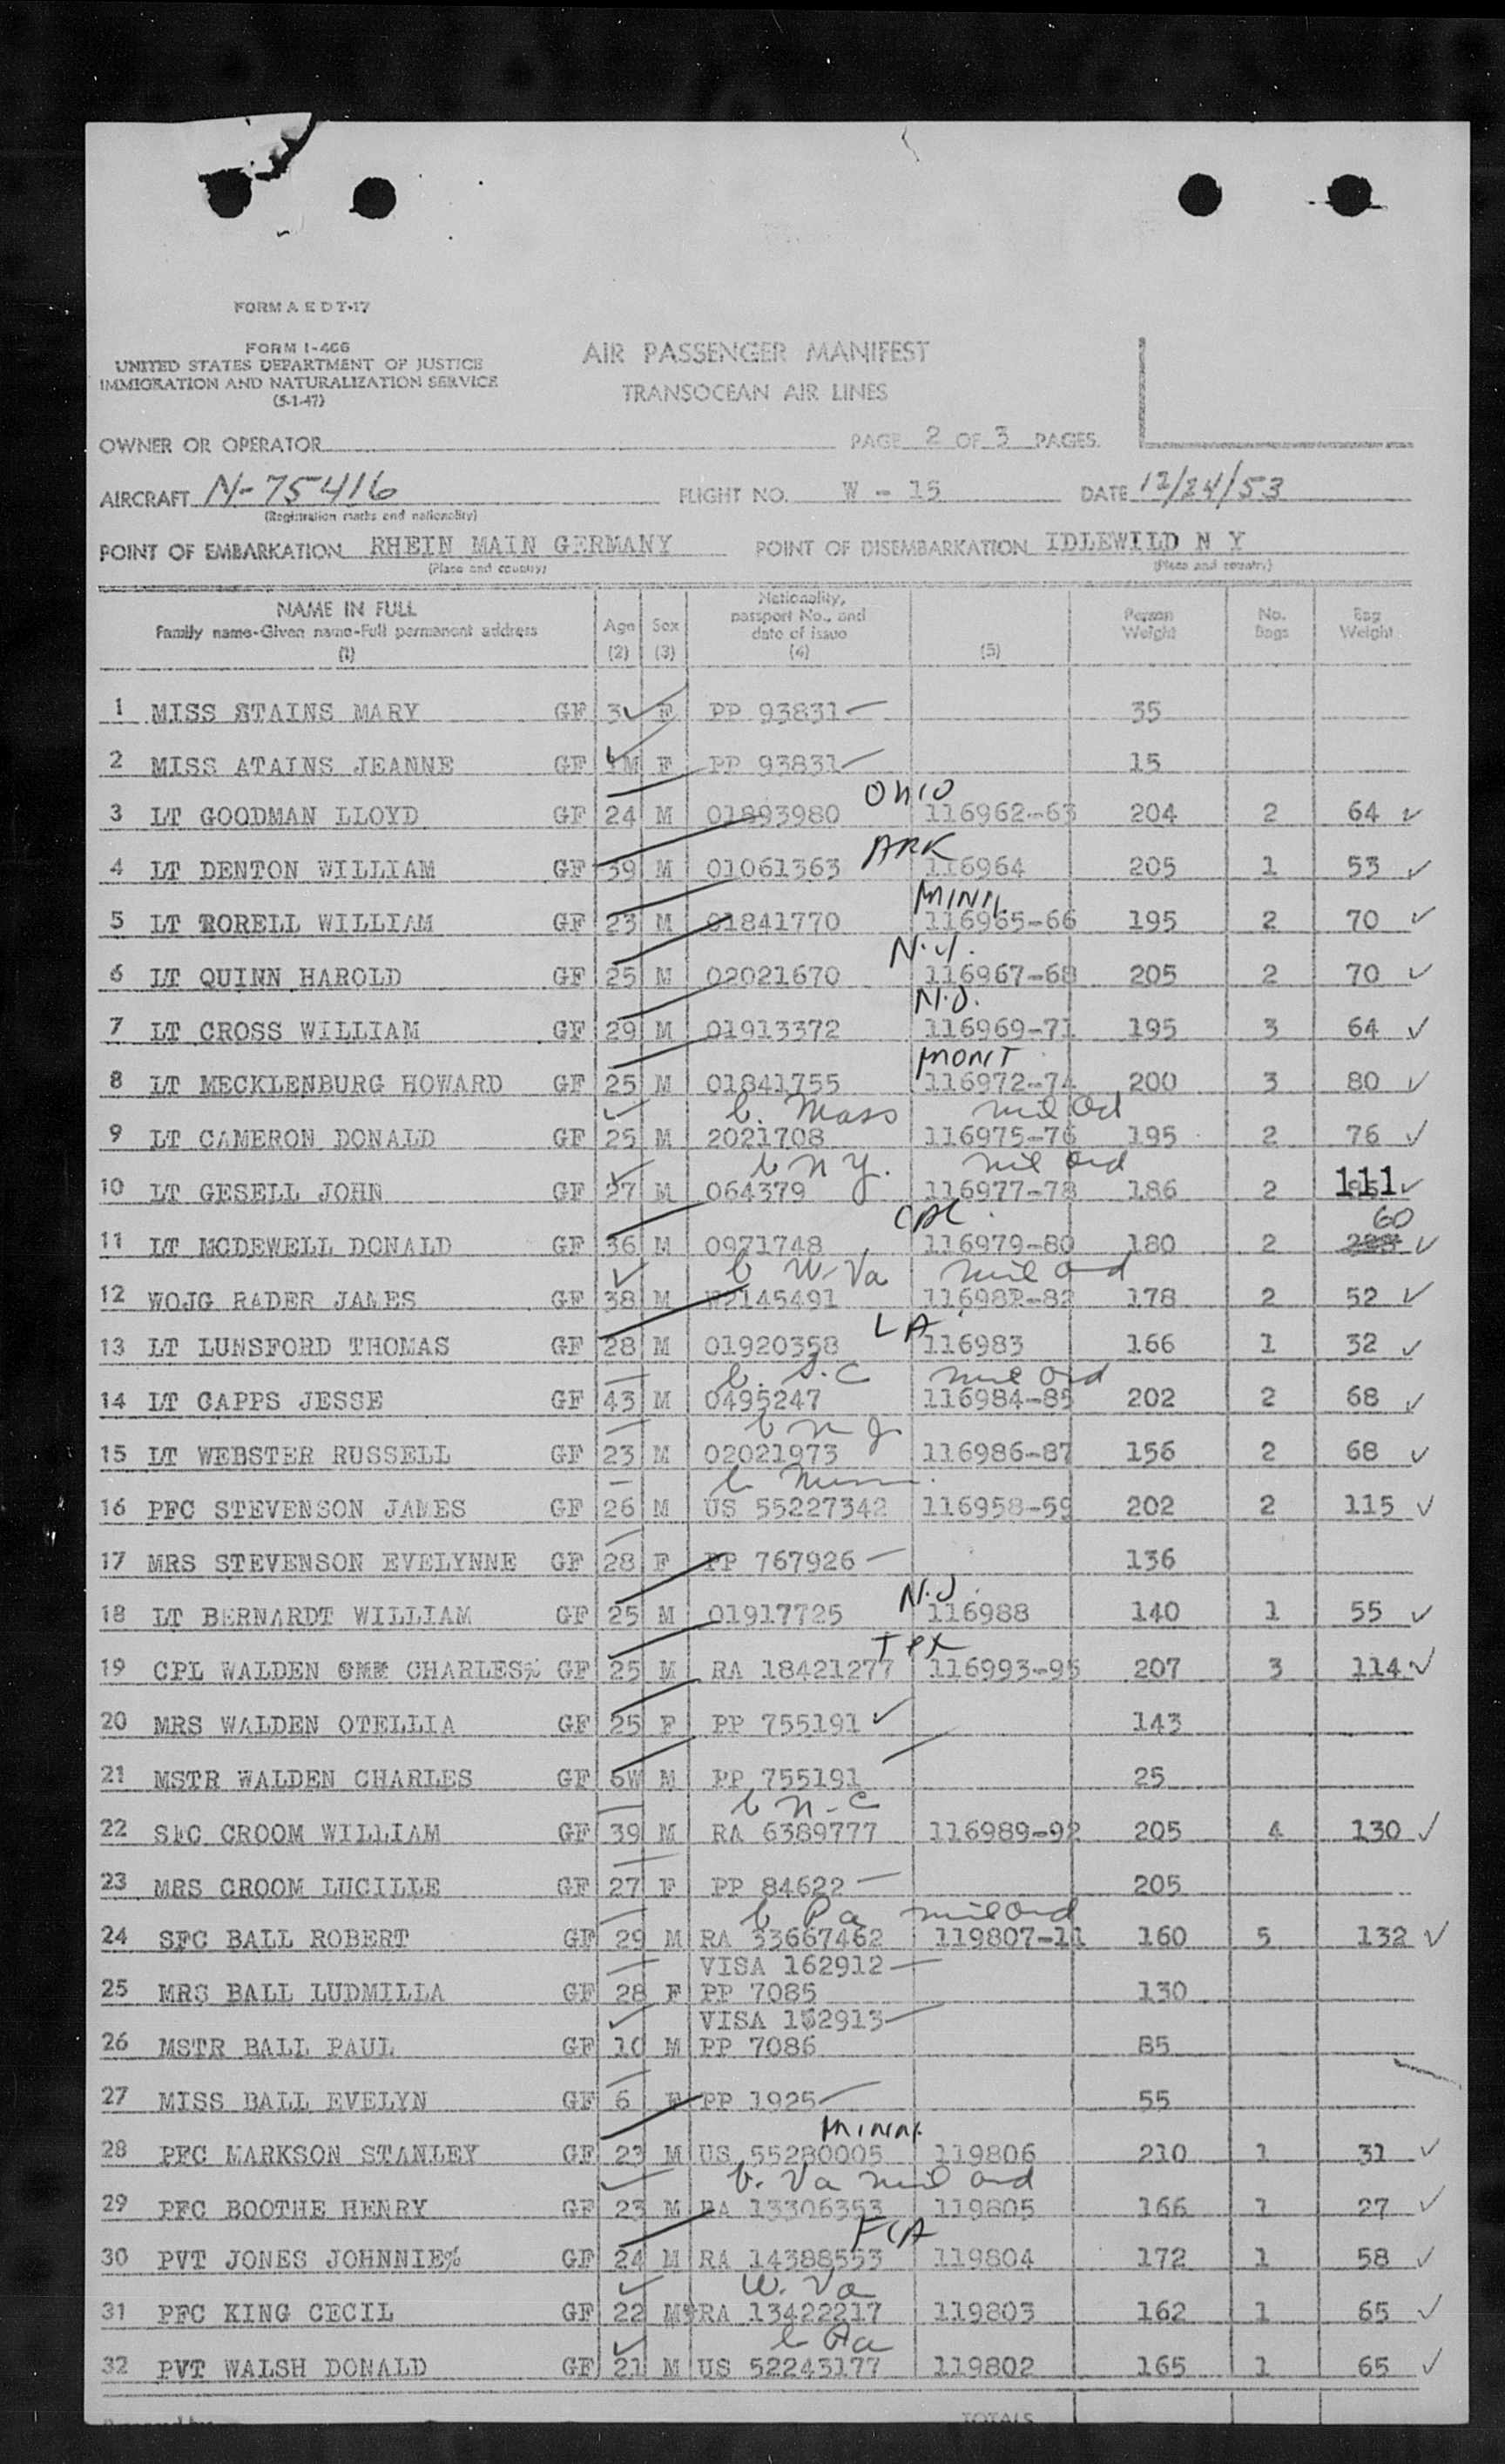 FORM A E D T-17
FORM I-466
UNITED STATES DEPARTMENT OF JUSTICE
IMMIGRATION AND NATURALIZATION SERVICE
(5-1-47)
AIR PASSENGER MANIFEST
TRANSOCEAN AIR LINES
OWNER OR OPERATOR PAGE 2 OF 3 PAGES.
AIRCRAFT N-75416 FLIGHT NO. W - 15 DATE 12/24/53
(Registration marks and nationality)
POINT OF EMBARKATION RHEIN MAIN GERMANY POINT OF DISEMBARKATION IDLEWILD N Y
(Place and country) (Place and country)
NAME IN FULL Age Sex Nationality, passport No., and date of issue Person Weight No. Bags Bag Weight
Family name-Given name-Full permanent address
(1) (2) (3) (4) (5)
1 MISS STAINS MARY GF 3 F PP 93831 35
2 MISS ATAINS JEANNE GF 1M F PP 93831 15
OHIO
3 LT GOODMAN LLOYD GF 24 M 01893980 116962-63 204 2 64
ARK
4 LT DENTON WILLIAM GF 39 M 01061363 116964 205 1 53
MINN
5 LT TORELL WILLIAM GF 23 M 01841770 116965-66 195 2 70
N.Y.
6 LT QUINN HAROLD GF 25 M 02021670 116967-68 205 2 70
N.D.
7 LT CROSS WILLIAM GF 29 M 01913372 116969-71 195 3 64
MONT
8 LT MECKLENBURG HOWARD GF 25 M 01841755 116972-74 200 3 80
b. Mass mil ord
9 LT CAMERON DONALD GF 25 M 2021708 116975-76 195 2 76
b N Y. mil ord
10 LT GESELL JOHN GF 27 M 064379 116977-78 186 2 111
CAL 60
11 LT MCDEWELL DONALD GF 36 M 0971748 116979-80 180 2
b W. Va mil ord
12 WOJG RADER JAMES GF 38 M W2145491 116982-82 178 2 52
LA
13 LT LUNSFORD THOMAS GF 28 M 01920358 116983 166 1 32
b. S.C mil ord
14 LT CAPPS JESSE GF 43 M 0495247 116984-85 202 2 68
b N J
15 LT WEBSTER RUSSELL GF 23 M 02021973 116986-87 156 2 68
b Minn.
16 PFC STEVENSON JAMES GF 26 M US 55227342 116958-59 202 2 115
17 MRS STEVENSON EVELYNNE GF 28 F PP 767926 136
N.J.
18 LT BERNARDT WILLIAM GF 25 M 01917725 116988 140 1 55
Tex
19 CPL WALDEN CHARLES% GF 25 M RA 18421277 116993-95 207 3 114
20 MRS WALDEN OTELLIA GF 25 F PP 755191 143
21 MSTR WALDEN CHARLES GF 6W M PP 755191 25
b N-C
22 SFC CROOM WILLIAM GF 39 M RA 6389777 116989-92 205 4 130
23 MRS CROOM LUCILLE GF 27 F PP 84622 205
b Pa mil ord
24 SFC BALL ROBERT GF 29 M RA 33667462 119807-11 160 5 132
VISA 162912
25 MRS BALL LUDMILLA GF 28 F PP 7085 130
VISA 162913
26 MSTR BALL PAUL GF 10 M PP 7086 85
27 MISS BALL EVELYN GF 6 F PP 1925 55
MINN.
28 PFC MARKSON STANLEY GF 23 M US 55280005 119806 210 1 31
b. Va mil ord
29 PFC BOOTHE HENRY GF 23 M RA 13306353 119805 166 1 27
FLA
30 PVT JONES JOHNNIE% GF 24 M RA 14388553 119804 172 1 58
W. Va
31 PFC KING CECIL GF 22 M RA 13422217 119803 162 1 65
b Pa
32 PVT WALSH DONALD GF 21 M US 52243177 119802 165 1 65
TOTALS